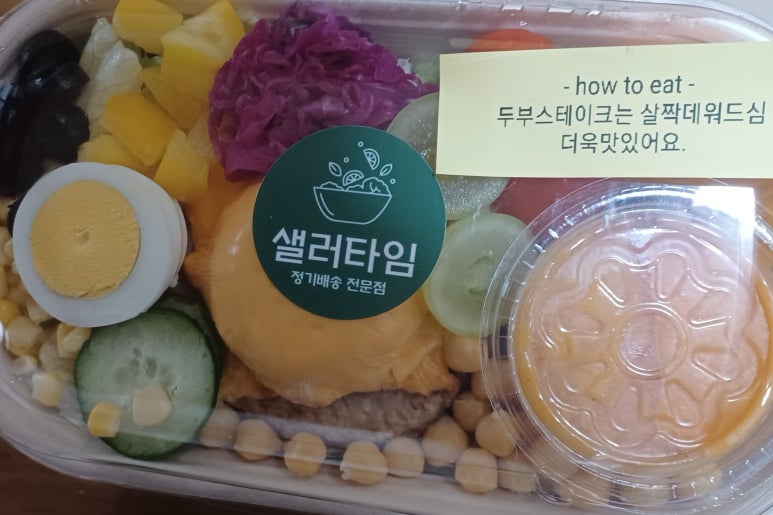 - how to eat -
두부스테이크는 살짝데워드심
더욱맛있어요.
샐러타임
정기배송 전문점